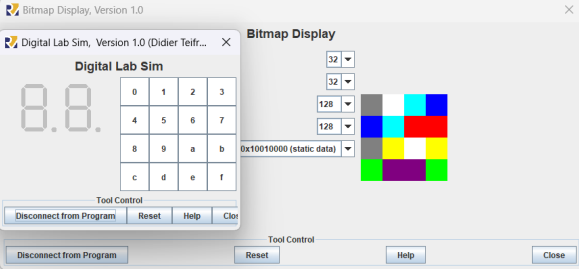 Bitmap Display, Version 1.0
Digital Lab Sim, Version 1.0 (Didier Teifr...
Bitmap Display
Digital Lab Sim
32
32
128
128
0x10010000 (static data)
0 1 2 3
4 5 6 7
8 9 a b
c d e f
Tool Control
Disconnect from Program Reset Help Clos
Tool Control
Disconnect from Program Reset Help Close